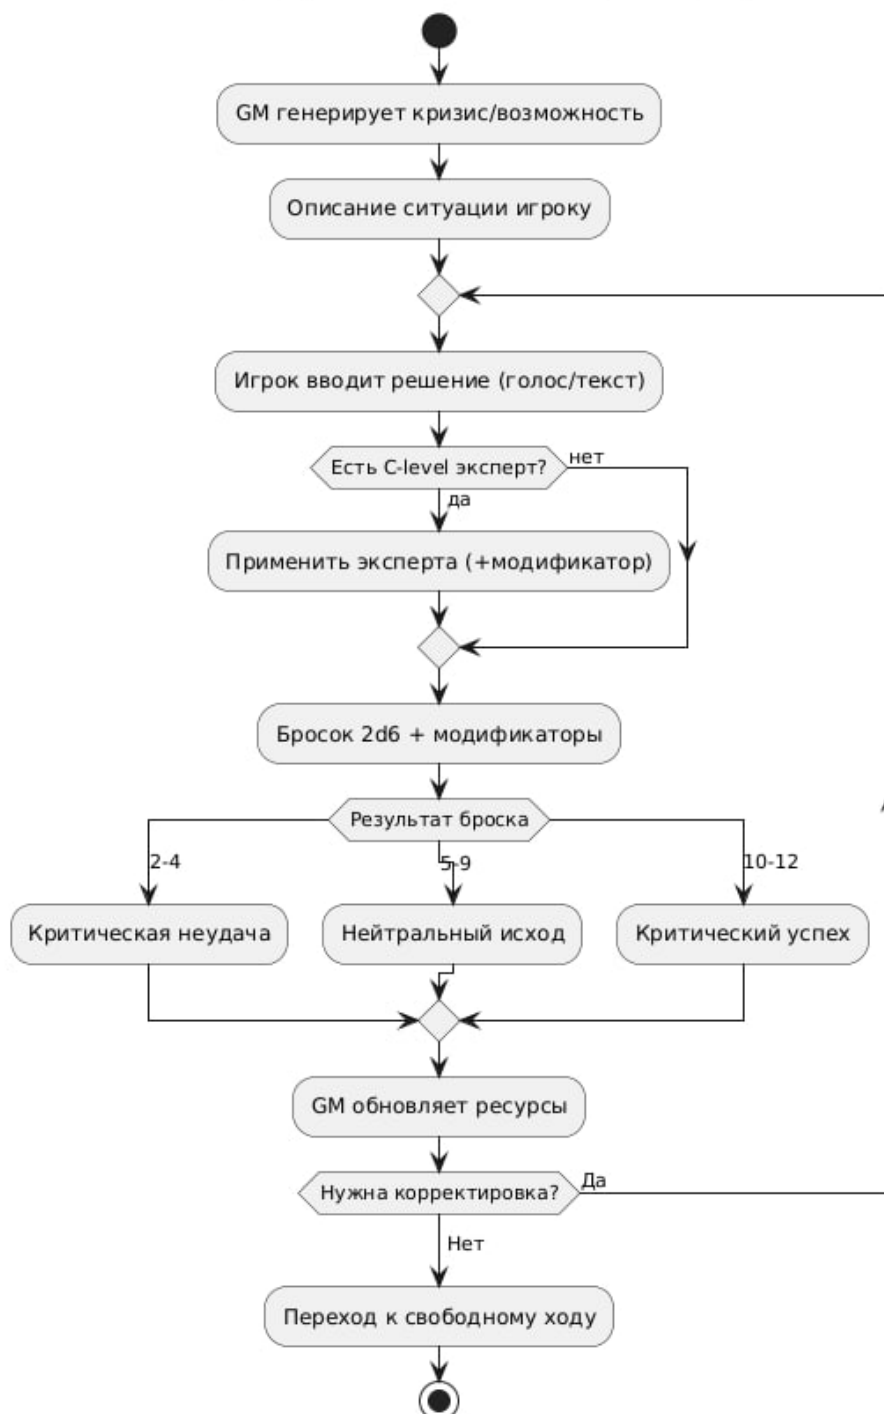 GM генерирует кризис/возможность
Описание ситуации игроку
Игрок вводит решение (голос/текст)
Есть C-level эксперт?
нет
да
Применить эксперта (+модификатор)
Бросок 2d6 + модификаторы
Результат броска
2-4
5-9
10-12
Критическая неудача
Нейтральный исход
Критический успех
GM обновляет ресурсы
Нужна корректировка?
Да
Нет
Переход к свободному ходу